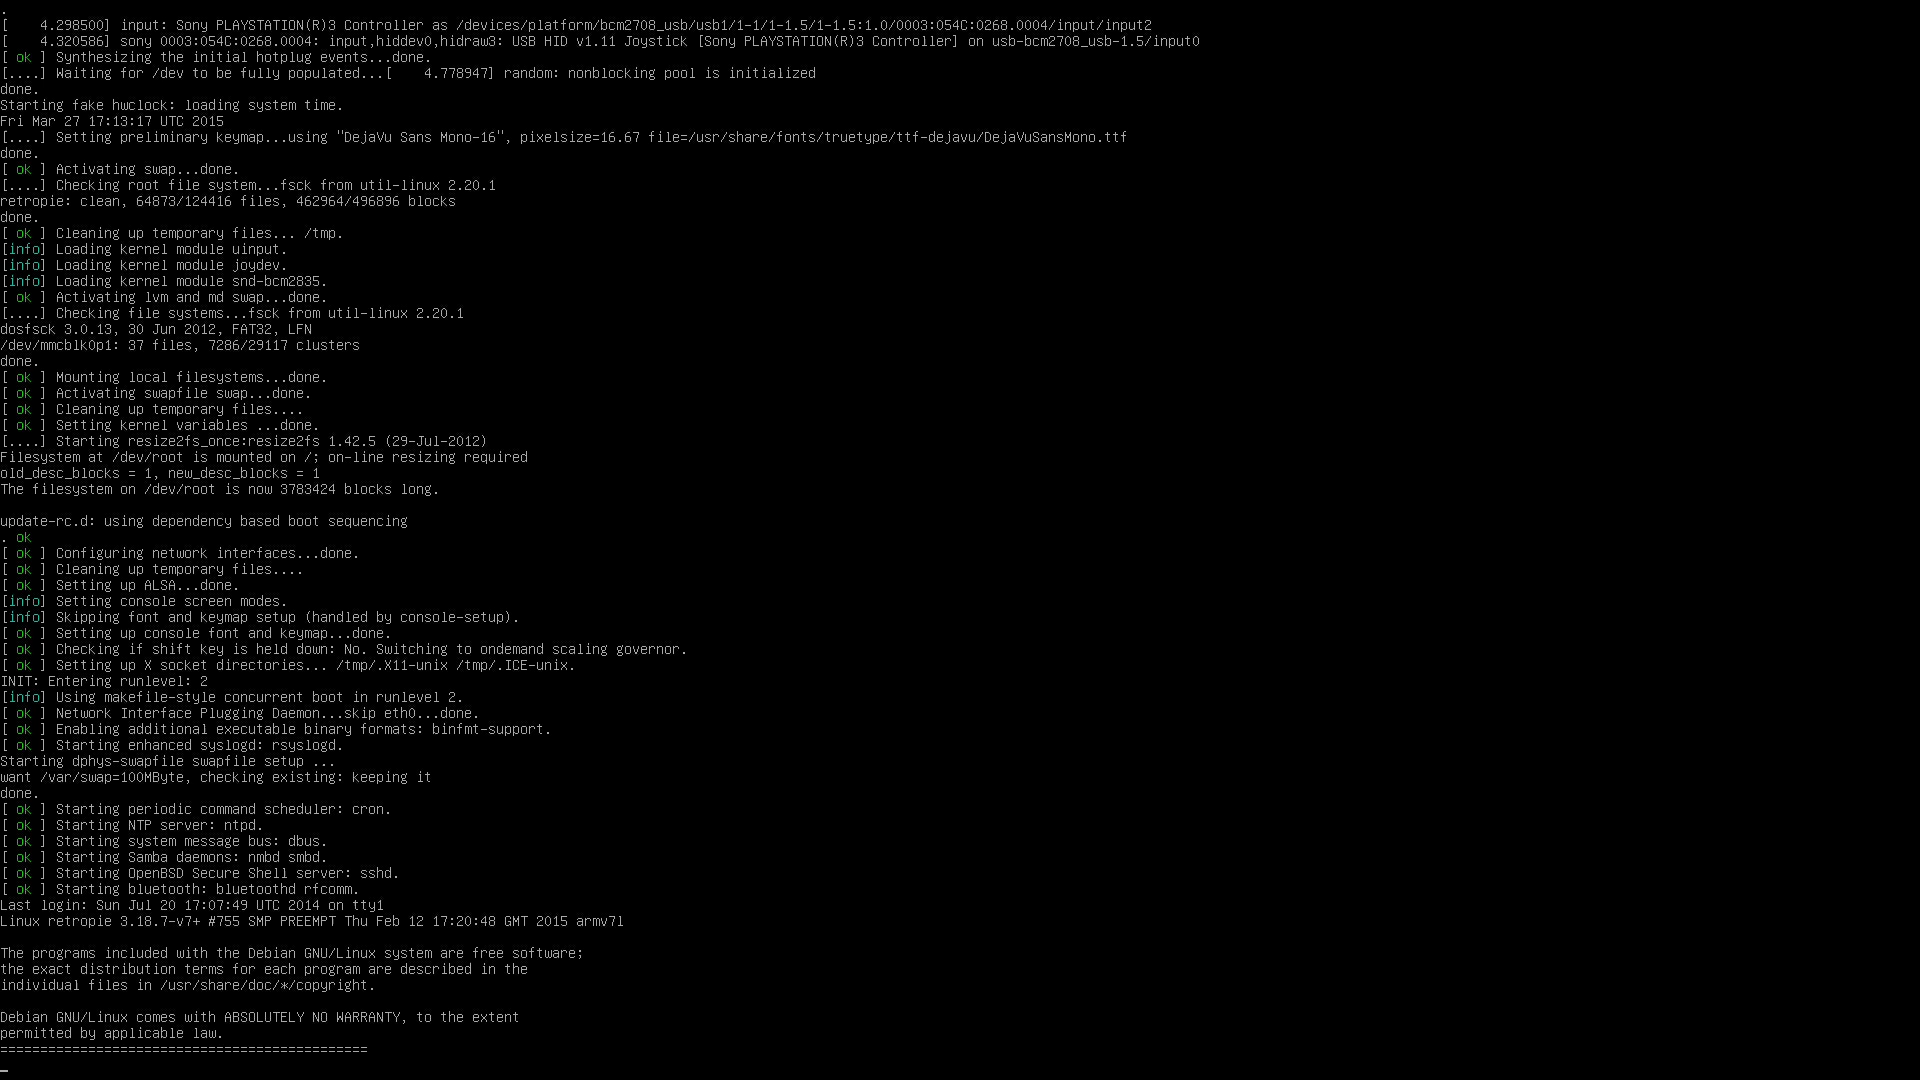 .
[    4.298500] input: Sony PLAYSTATION(R)3 Controller as /devices/platform/bcm2708_usb/usb1/1-1/1-1.5/1-1.5:1.0/0003:054C:0268.0004/input/input2
[    4.320586] sony 0003:054C:0268.0004: input,hiddev0,hidraw3: USB HID v1.11 Joystick [Sony PLAYSTATION(R)3 Controller] on usb-bcm2708_usb-1.5/input0
[ ok ] Synthesizing the initial hotplug events...done.
[....] Waiting for /dev to be fully populated...[    4.778947] random: nonblocking pool is initialized
done.
Starting fake hwclock: loading system time.
Fri Mar 27 17:13:17 UTC 2015
[....] Setting preliminary keymap...using "DejaVu Sans Mono-16", pixelsize=16.67 file=/usr/share/fonts/truetype/ttf-dejavu/DejaVuSansMono.ttf
done.
[ ok ] Activating swap...done.
[....] Checking root file system...fsck from util-linux 2.20.1
retropie: clean, 64873/124416 files, 462964/496896 blocks
done.
[ ok ] Cleaning up temporary files... /tmp.
[info] Loading kernel module uinput.
[info] Loading kernel module joydev.
[info] Loading kernel module snd-bcm2835.
[ ok ] Activating lvm and md swap...done.
[....] Checking file systems...fsck from util-linux 2.20.1
dosfsck 3.0.13, 30 Jun 2012, FAT32, LFN
/dev/mmcblk0p1: 37 files, 7286/29117 clusters
done.
[ ok ] Mounting local filesystems...done.
[ ok ] Activating swapfile swap...done.
[ ok ] Cleaning up temporary files....
[ ok ] Setting kernel variables ...done.
[....] Starting resize2fs_once:resize2fs 1.42.5 (29-Jul-2012)
Filesystem at /dev/root is mounted on /; on-line resizing required
old_desc_blocks = 1, new_desc_blocks = 1
The filesystem on /dev/root is now 3783424 blocks long.
update-rc.d: using dependency based boot sequencing
. ok
[ ok ] Configuring network interfaces...done.
[ ok ] Cleaning up temporary files....
[ ok ] Setting up ALSA...done.
[info] Setting console screen modes.
[info] Skipping font and keymap setup (handled by console-setup).
[ ok ] Setting up console font and keymap...done.
[ ok ] Checking if shift key is held down: No. Switching to ondemand scaling governor.
[ ok ] Setting up X socket directories... /tmp/.X11-unix /tmp/.ICE-unix.
INIT: Entering runlevel: 2
[info] Using makefile-style concurrent boot in runlevel 2.
[ ok ] Network Interface Plugging Daemon...skip eth0...done.
[ ok ] Enabling additional executable binary formats: binfmt-support.
[ ok ] Starting enhanced syslogd: rsyslogd.
Starting dphys-swapfile swapfile setup ...
want /var/swap=100MByte, checking existing: keeping it
done.
[ ok ] Starting periodic command scheduler: cron.
[ ok ] Starting NTP server: ntpd.
[ ok ] Starting system message bus: dbus.
[ ok ] Starting Samba daemons: nmbd smbd.
[ ok ] Starting OpenBSD Secure Shell server: sshd.
[ ok ] Starting bluetooth: bluetoothd rfcomm.
Last login: Sun Jul 20 17:07:49 UTC 2014 on tty1
Linux retropie 3.18.7-v7+ #755 SMP PREEMPT Thu Feb 12 17:20:48 GMT 2015 armv7l
The programs included with the Debian GNU/Linux system are free software;
the exact distribution terms for each program are described in the
individual files in /usr/share/doc/*/copyright.
Debian GNU/Linux comes with ABSOLUTELY NO WARRANTY, to the extent
permitted by applicable law.
==============================================
_